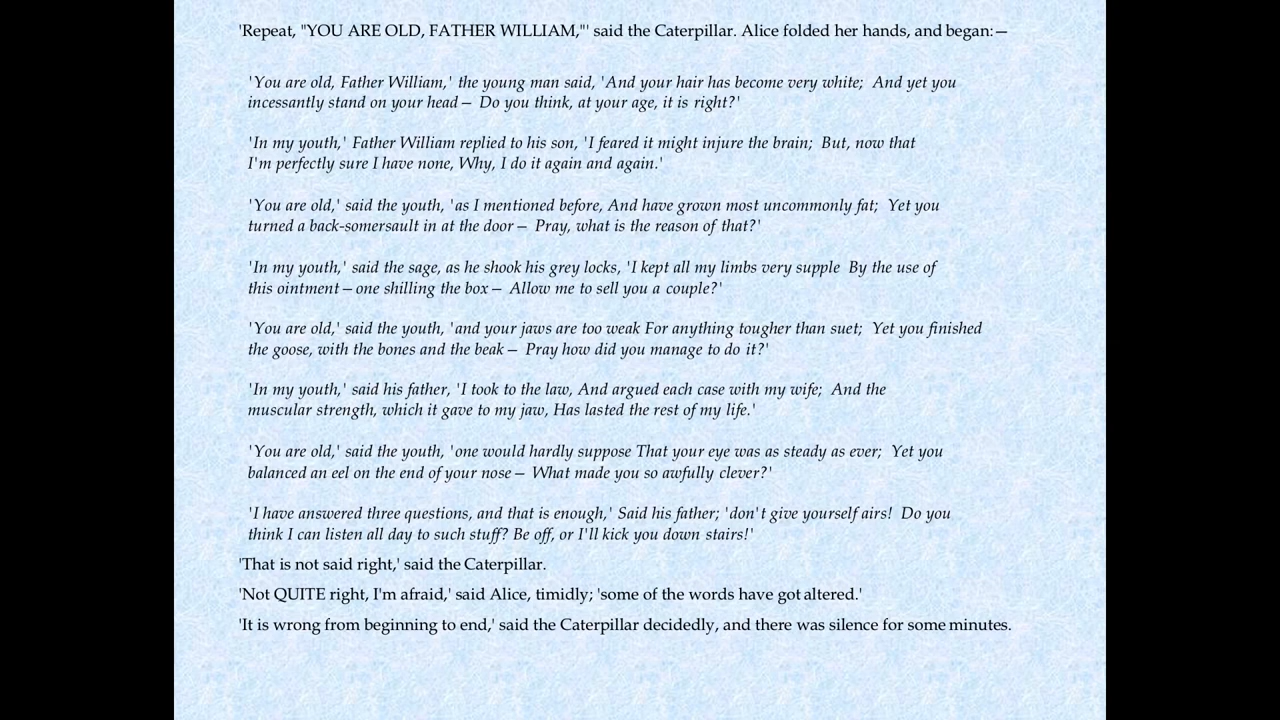 'Repeat, "YOU ARE OLD, FATHER WILLIAM,"' said the Caterpillar. Alice folded her hands, and began:—
'You are old, Father William,' the young man said, 'And your hair has become very white;  And yet you
incessantly stand on your head— Do you think, at your age, it is right?'
'In my youth,' Father William replied to his son, 'I feared it might injure the brain;  But, now that
I'm perfectly sure I have none, Why, I do it again and again.'
'You are old,' said the youth, 'as I mentioned before, And have grown most uncommonly fat;  Yet you
turned a back-somersault in at the door— Pray, what is the reason of that?'
'In my youth,' said the sage, as he shook his grey locks, 'I kept all my limbs very supple  By the use of
this ointment—one shilling the box— Allow me to sell you a couple?'
'You are old,' said the youth, 'and your jaws are too weak For anything tougher than suet;  Yet you finished
the goose, with the bones and the beak— Pray how did you manage to do it?'
'In my youth,' said his father, 'I took to the law, And argued each case with my wife;  And the
muscular strength, which it gave to my jaw, Has lasted the rest of my life.'
'You are old,' said the youth, 'one would hardly suppose That your eye was as steady as ever;  Yet you
balanced an eel on the end of your nose— What made you so awfully clever?'
'I have answered three questions, and that is enough,' Said his father; 'don't give yourself airs!  Do you
think I can listen all day to such stuff? Be off, or I'll kick you down stairs!'
'That is not said right,' said the Caterpillar.
'Not QUITE right, I'm afraid,' said Alice, timidly; 'some of the words have got altered.'
'It is wrong from beginning to end,' said the Caterpillar decidedly, and there was silence for some minutes.